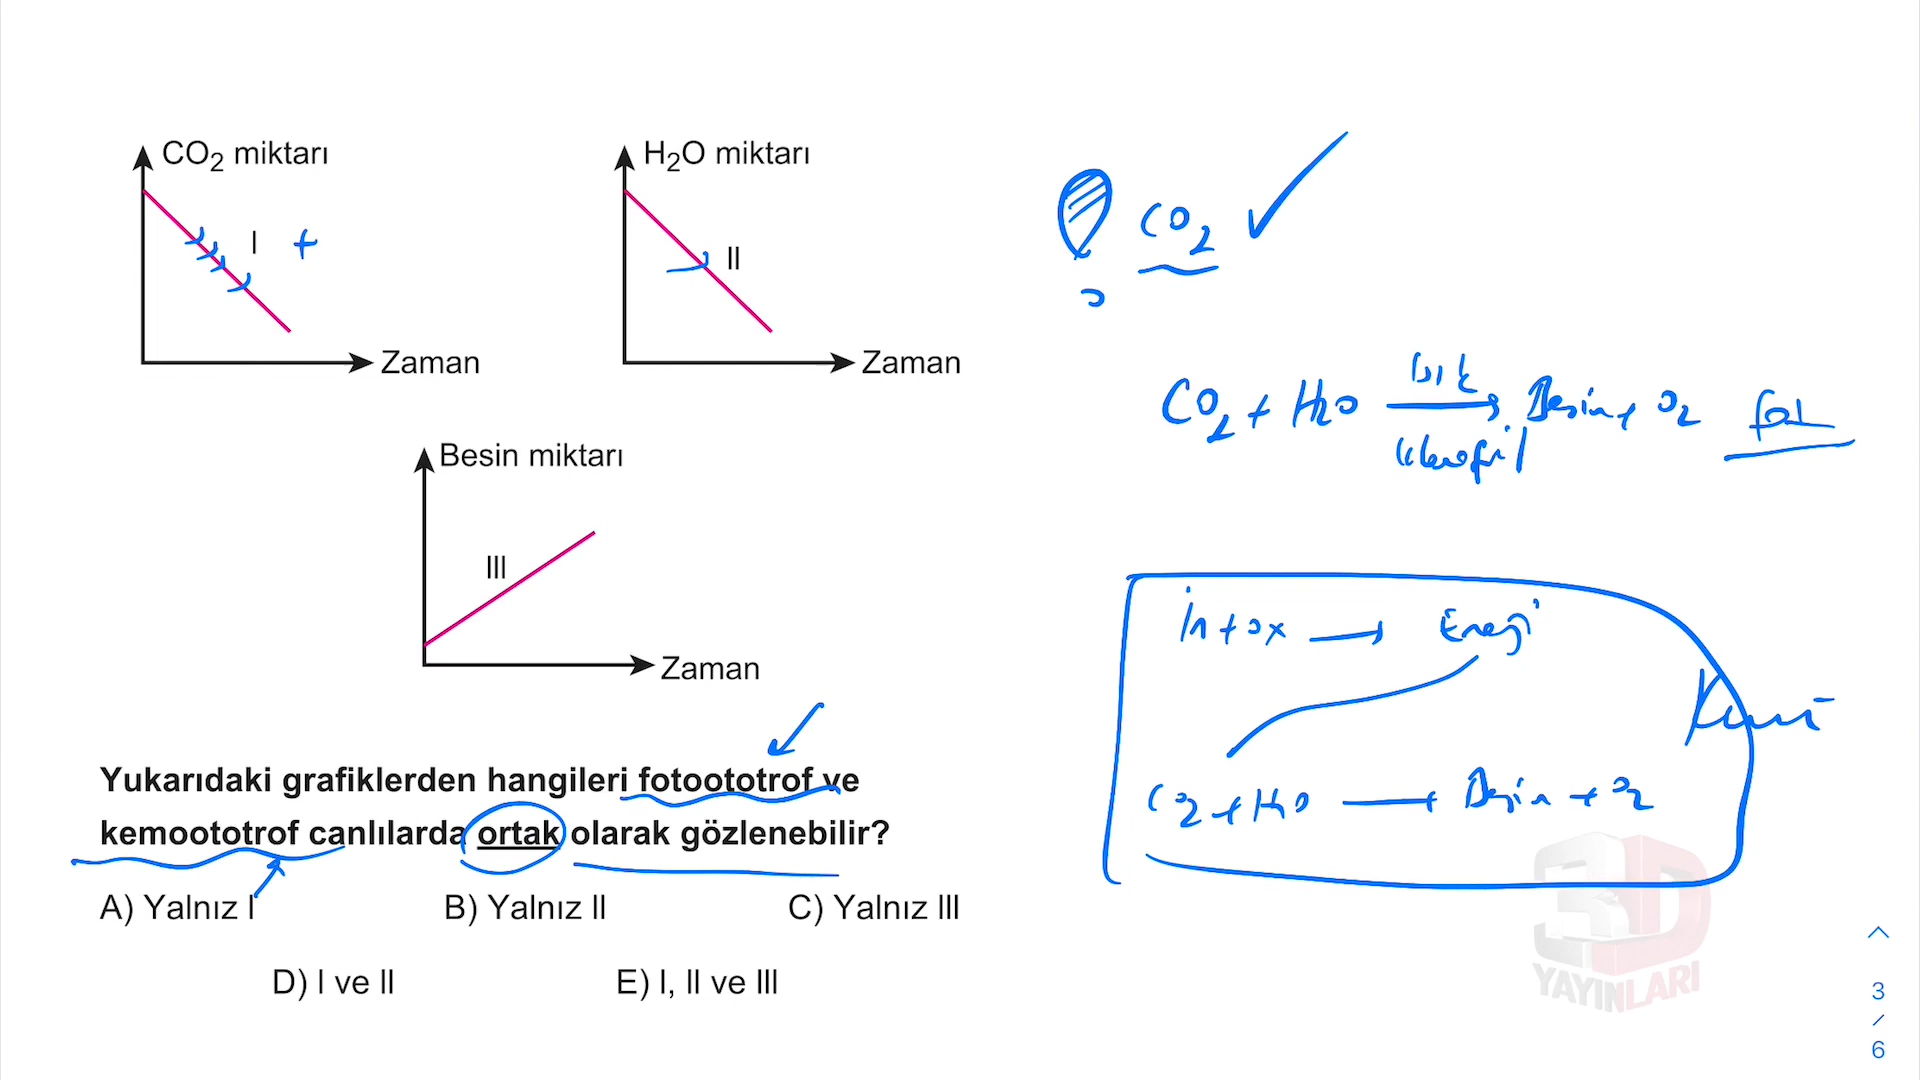 CO2 miktarı
I +
Zaman
H2O miktarı
II
Zaman
CO2
Besin miktarı
III
Zaman
CO2 + H2O ışık Besin + O2
klorofil
İn + ox → Enerji
CO2 + H2O → Besin + O2
Yukarıdaki grafiklerden hangileri fotoototrof ve
kemoototrof canlılarda ortak olarak gözlenebilir?
A) Yalnız I
B) Yalnız II
C) Yalnız III
D) I ve II
E) I, II ve III
3D
YAYINLARI
3
/
6